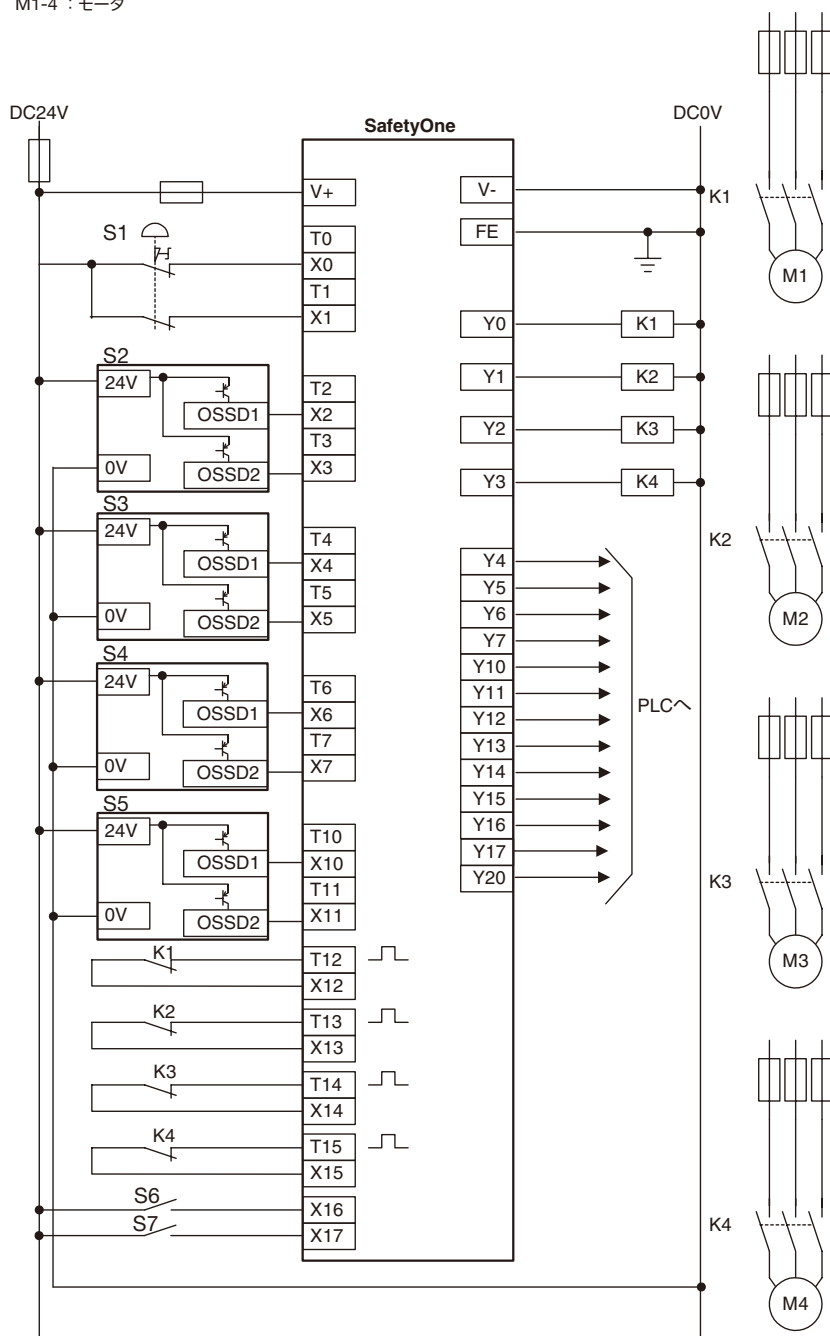 M1-4 ：モータ
DC24V
SafetyOne
DC0V
V+
V-
K1
S1
T0
FE
X0
T1
M1
X1
Y0
K1
S2
24V
T2
Y1
K2
OSSD1
X2
T3
Y2
K3
0V
OSSD2
X3
Y3
K4
S3
24V
T4
K2
OSSD1
X4
Y4
T5
Y5
0V
OSSD2
X5
Y6
M2
Y7
S4
24V
T6
Y10
OSSD1
X6
Y11
PLCへ
T7
Y12
0V
OSSD2
X7
Y13
Y14
S5
Y15
24V
T10
Y16
OSSD1
X10
Y17
T11
Y20
K3
0V
OSSD2
X11
K1
T12
M3
X12
K2
T13
X13
K3
T14
X14
K4
T15
X15
S6
X16
K4
S7
X17
M4